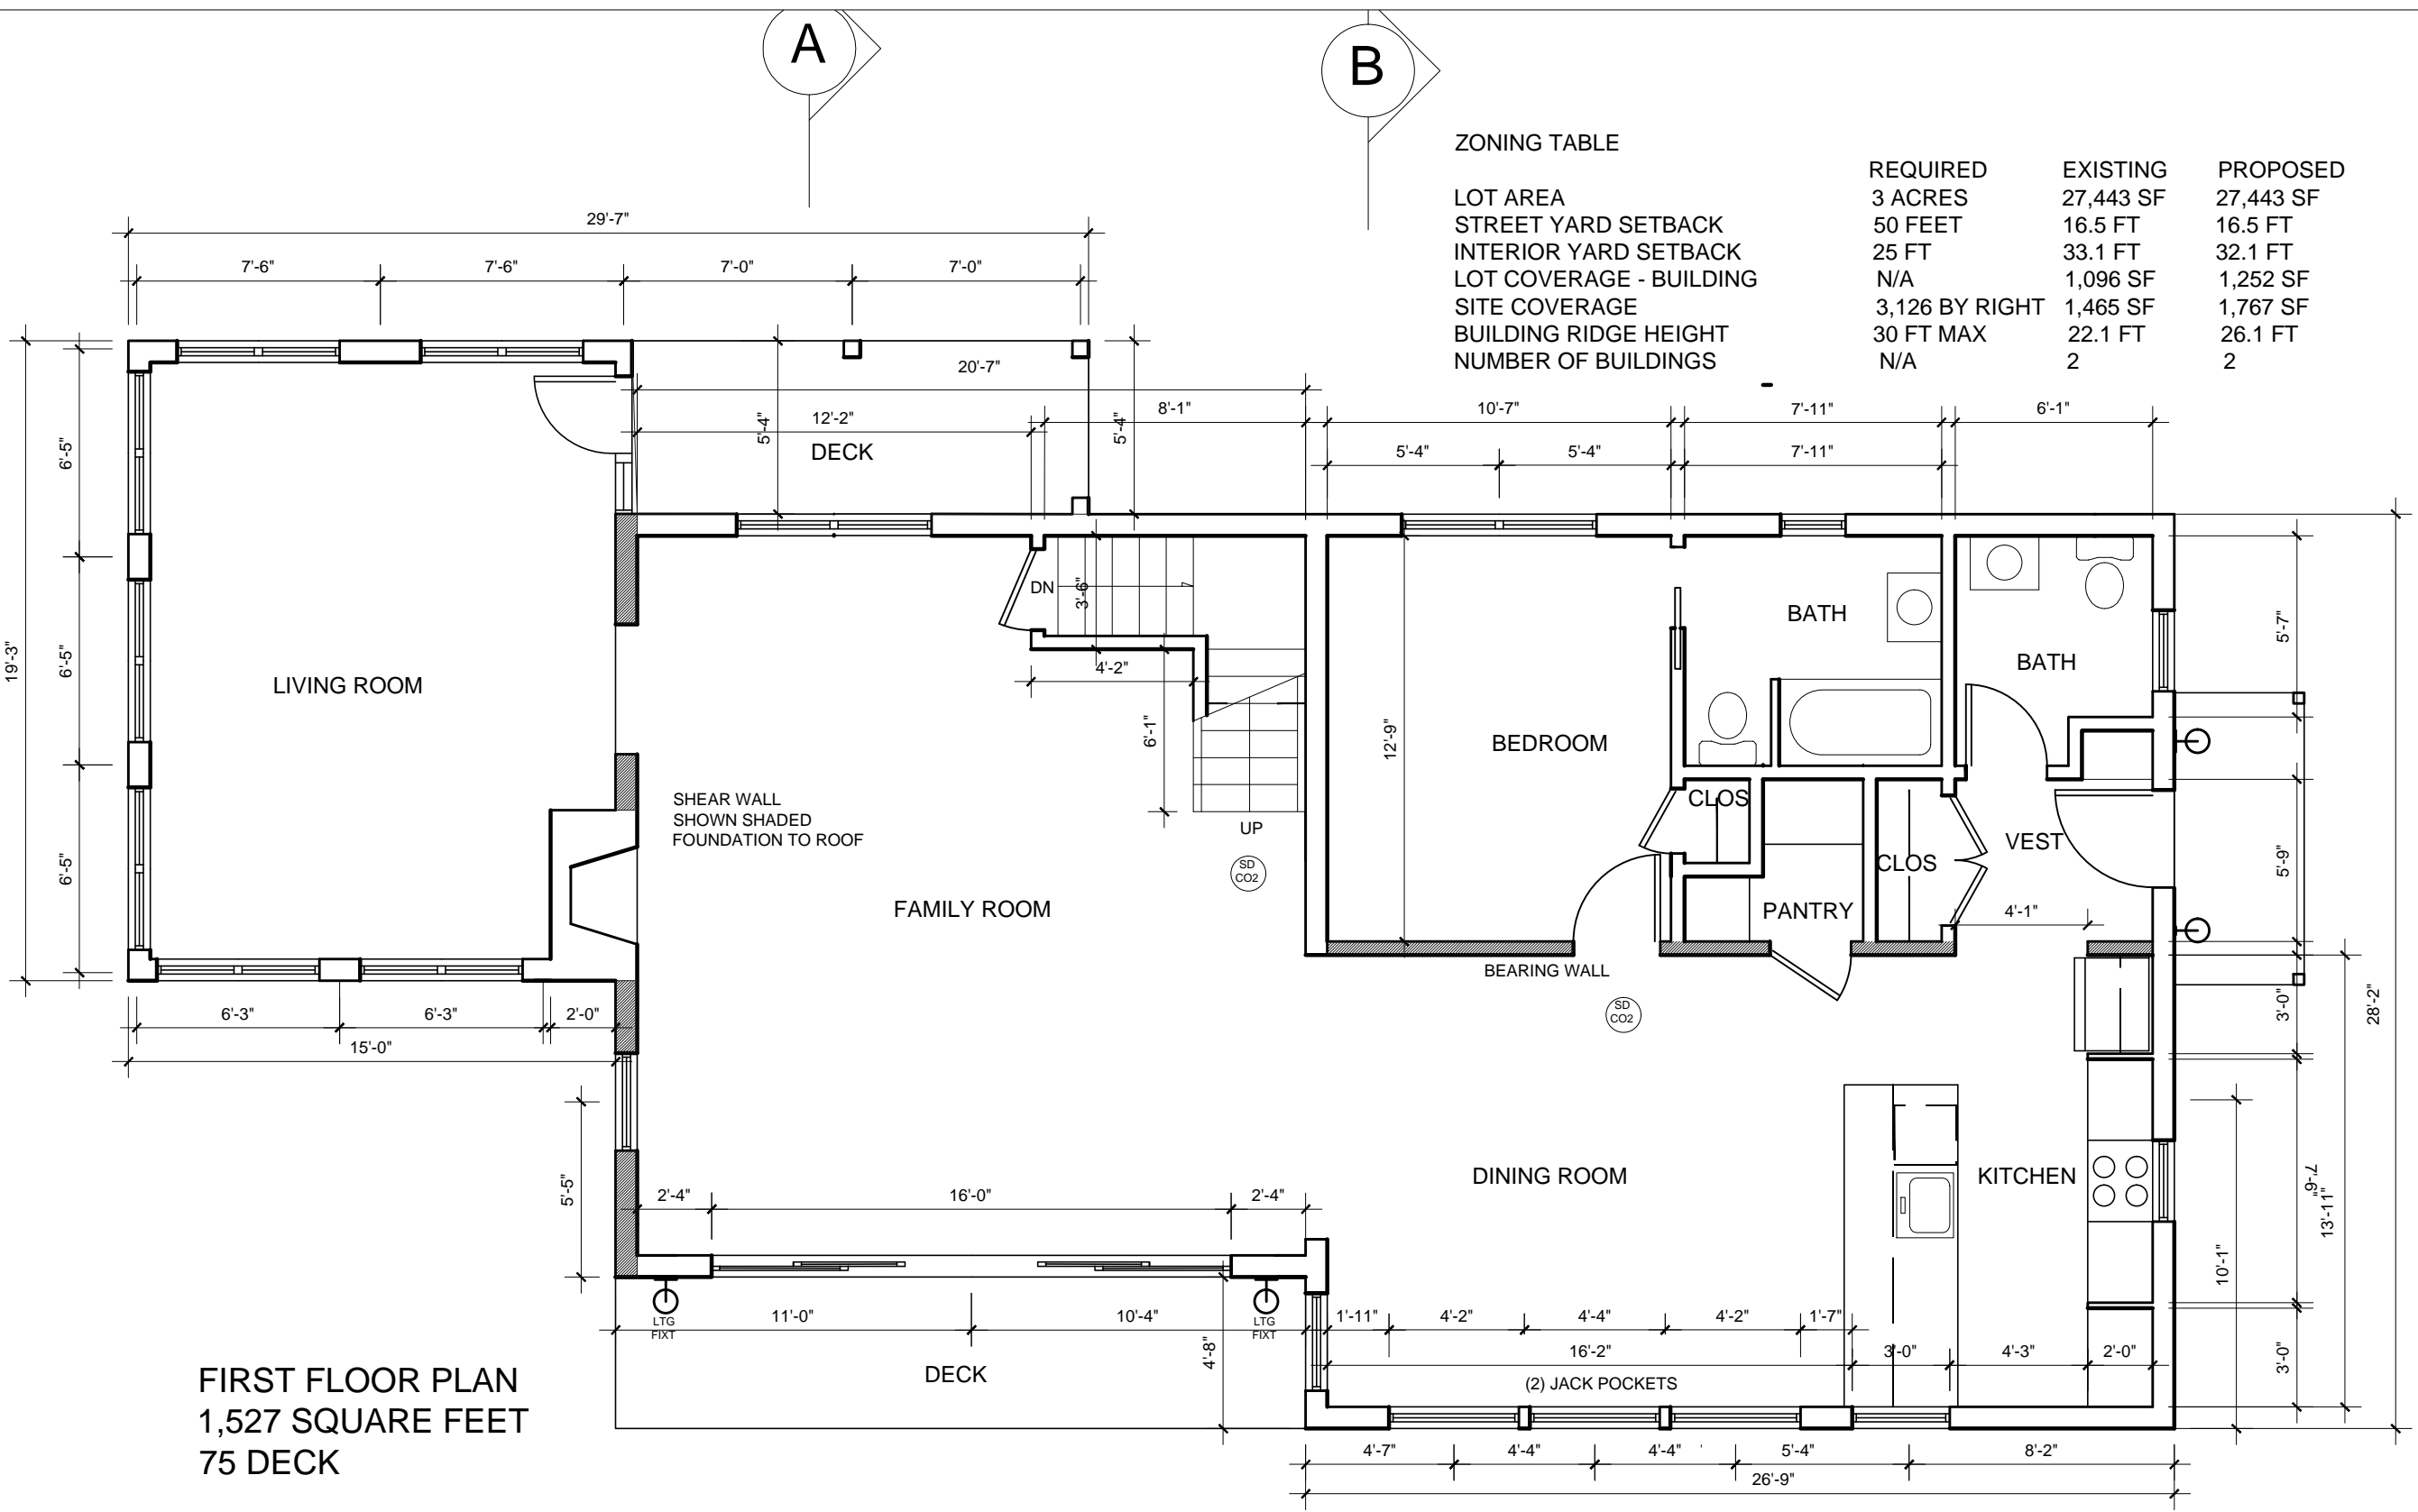 A
B
ZONING TABLE
REQUIRED EXISTING PROPOSED
LOT AREA 3 ACRES 27,443 SF 27,443 SF
STREET YARD SETBACK 50 FEET 16.5 FT 16.5 FT
INTERIOR YARD SETBACK 25 FT 33.1 FT 32.1 FT
LOT COVERAGE - BUILDING N/A 1,096 SF 1,252 SF
SITE COVERAGE 3,126 BY RIGHT 1,465 SF 1,767 SF
BUILDING RIDGE HEIGHT 30 FT MAX 22.1 FT 26.1 FT
NUMBER OF BUILDINGS N/A 2 2
29'-7"
7'-6" 7'-6" 7'-0" 7'-0"
20'-7"
12'-2" 8'-1" 10'-7" 7'-11" 6'-1"
5'-4" 5'-4"
DECK
5'-4" 5'-4" 7'-11"
19'-3"
6'-5"
6'-5"
6'-5"
DN
3'-6"
4'-2"
6'-1"
UP
SD
CO2
LIVING ROOM
SHEAR WALL
SHOWN SHADED
FOUNDATION TO ROOF
FAMILY ROOM
12'-9"
BEDROOM
BATH
BATH
CLOS
PANTRY
CLOS
VEST
4'-1"
5'-7"
5'-9"
3'-0"
28'-2"
BEARING WALL
SD
CO2
6'-3" 6'-3" 2'-0"
15'-0"
5'-5"
2'-4" 16'-0" 2'-4"
DINING ROOM
KITCHEN
7'-6"
13'-11"
10'-1"
3'-0"
LTG
FIXT
11'-0" 10'-4"
LTG
FIXT
4'-8"
DECK
1'-11" 4'-2" 4'-4" 4'-2" 1'-7"
16'-2" 3'-0" 4'-3" 2'-0"
(2) JACK POCKETS
4'-7" 4'-4" 4'-4" 5'-4" 8'-2"
26'-9"
FIRST FLOOR PLAN
1,527 SQUARE FEET
75 DECK